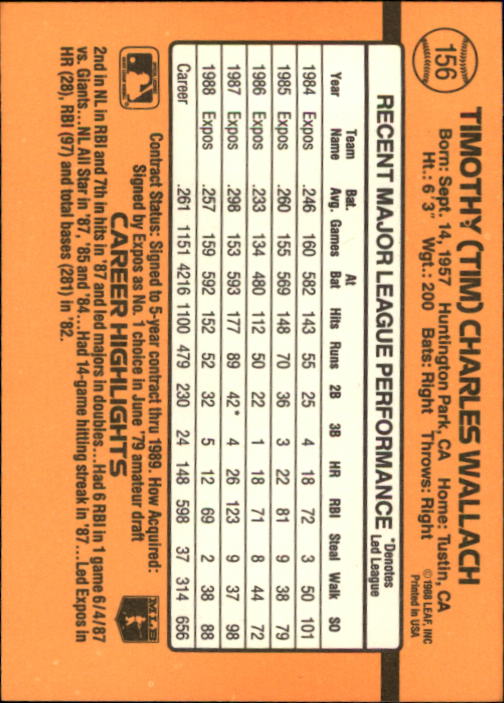 156
TIMOTHY (TIM) CHARLES WALLACH
Born: Sept. 14, 1957 Huntington Park, CA Home: Tustin, CA
Ht.: 6' 3" Wgt.: 200 Bats: Right Throws: Right
©1988 LEAF, INC
Printed in USA
RECENT MAJOR LEAGUE PERFORMANCE *Denotes Led League
Year Team Name Bat. Avg. Games At Bat Hits Runs 2B 3B HR RBI Steal Walk SO
1984 Expos .246 160 582 143 55 25 4 18 72 3 50 101
1985 Expos .260 155 569 148 70 36 3 22 81 9 38 79
1986 Expos .233 134 480 112 50 22 1 18 71 8 44 72
1987 Expos .298 153 593 177 89 42* 4 26 123 9 37 98
1988 Expos .257 159 592 152 52 32 5 12 69 2 38 88
Career .261 1151 4216 1100 479 230 24 148 598 37 314 656
Contract Status: Signed to 5-year contract thru 1989. How Acquired:
Signed by Expos as No. 1 choice in June '79 amateur draft
CAREER HIGHLIGHTS
MLB
2nd in NL in RBI and 7th in hits in '87 and led majors in doubles...Had 6 RBI in 1 game 6/4/87
vs. Giants...NL All Star in '87, '85 and '84...Had 14-game hitting streak in '87...Led Expos in
HR (28), RBI (97) and total bases (281) in '82.